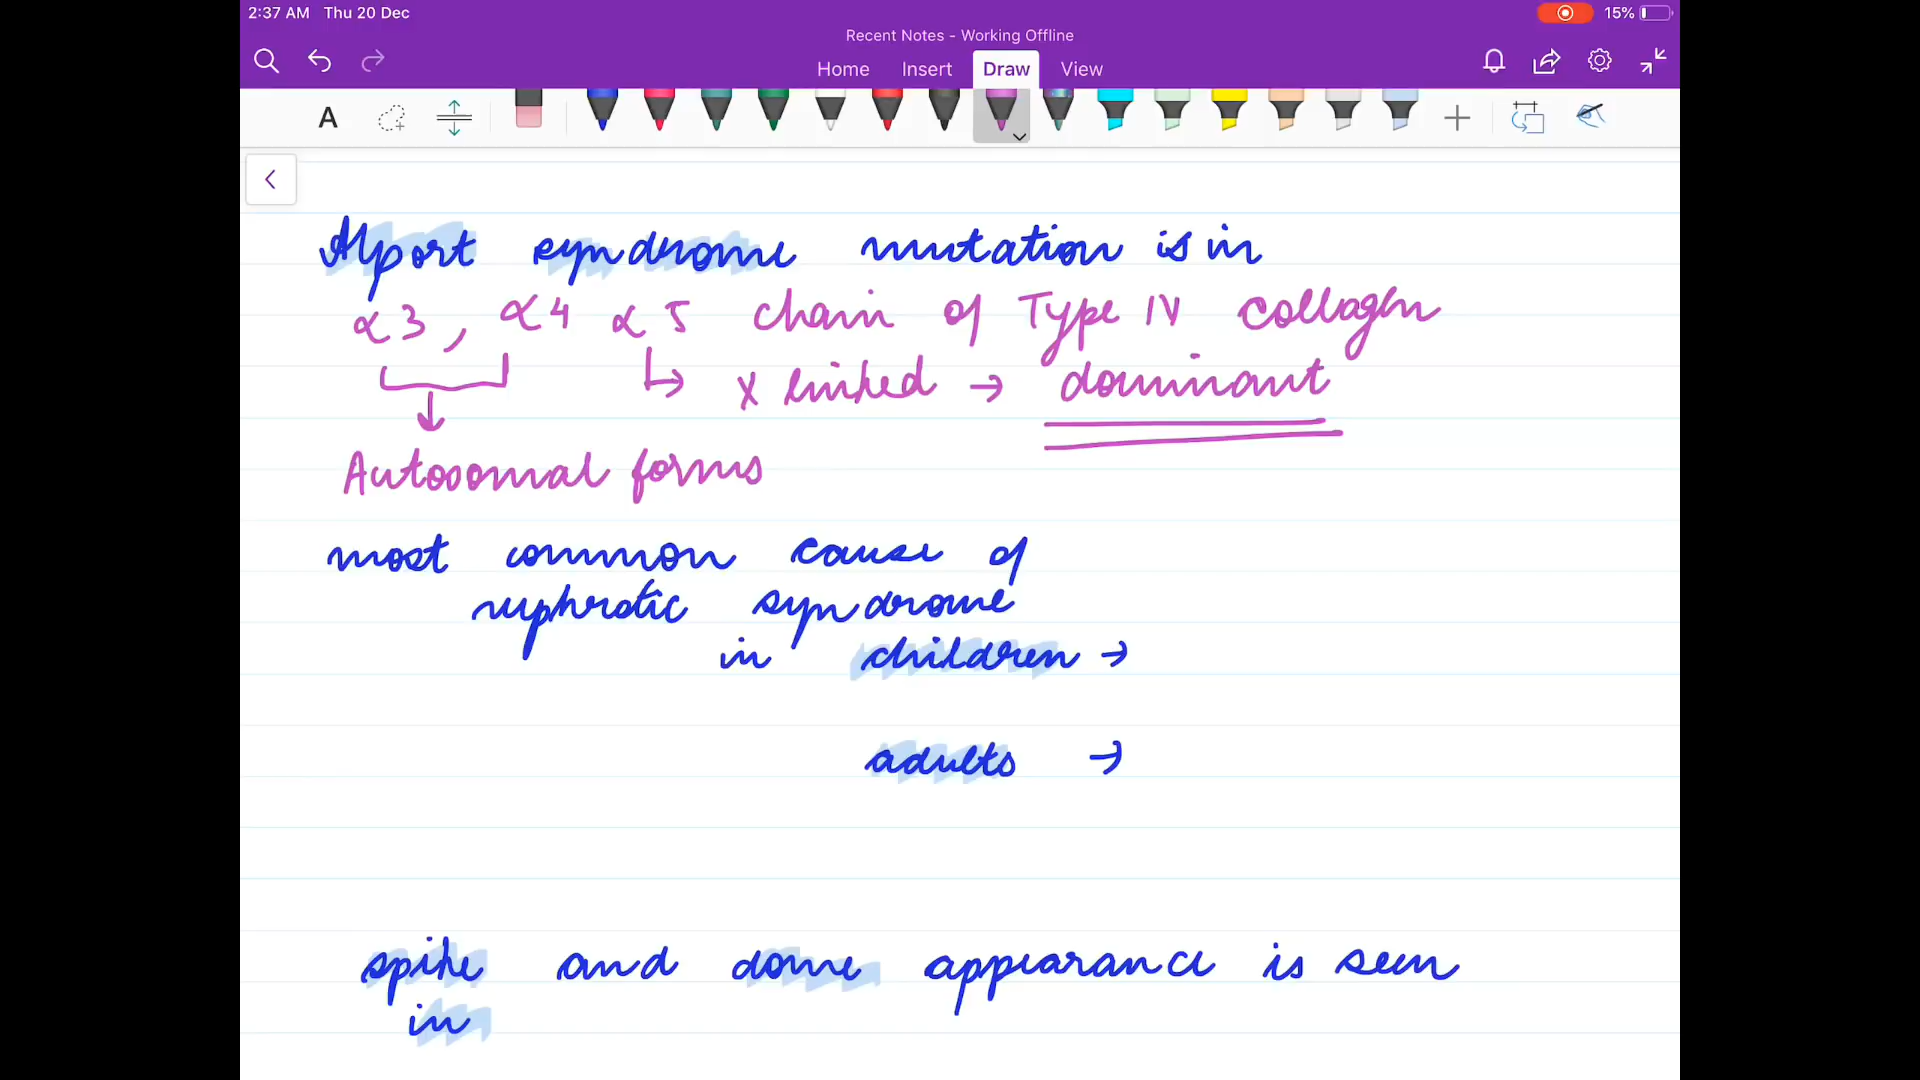 2:37 AM Thu 20 Dec 15%
Recent Notes - Working Offline
Home Insert Draw View
A
Alport syndrome mutation is in
α3, α4 α5 chain of Type IV collagen
X linked → dominant
Autosomal forms
most common cause of
nephrotic syndrome
in children →
adults →
spike and dome appearance is seen
in